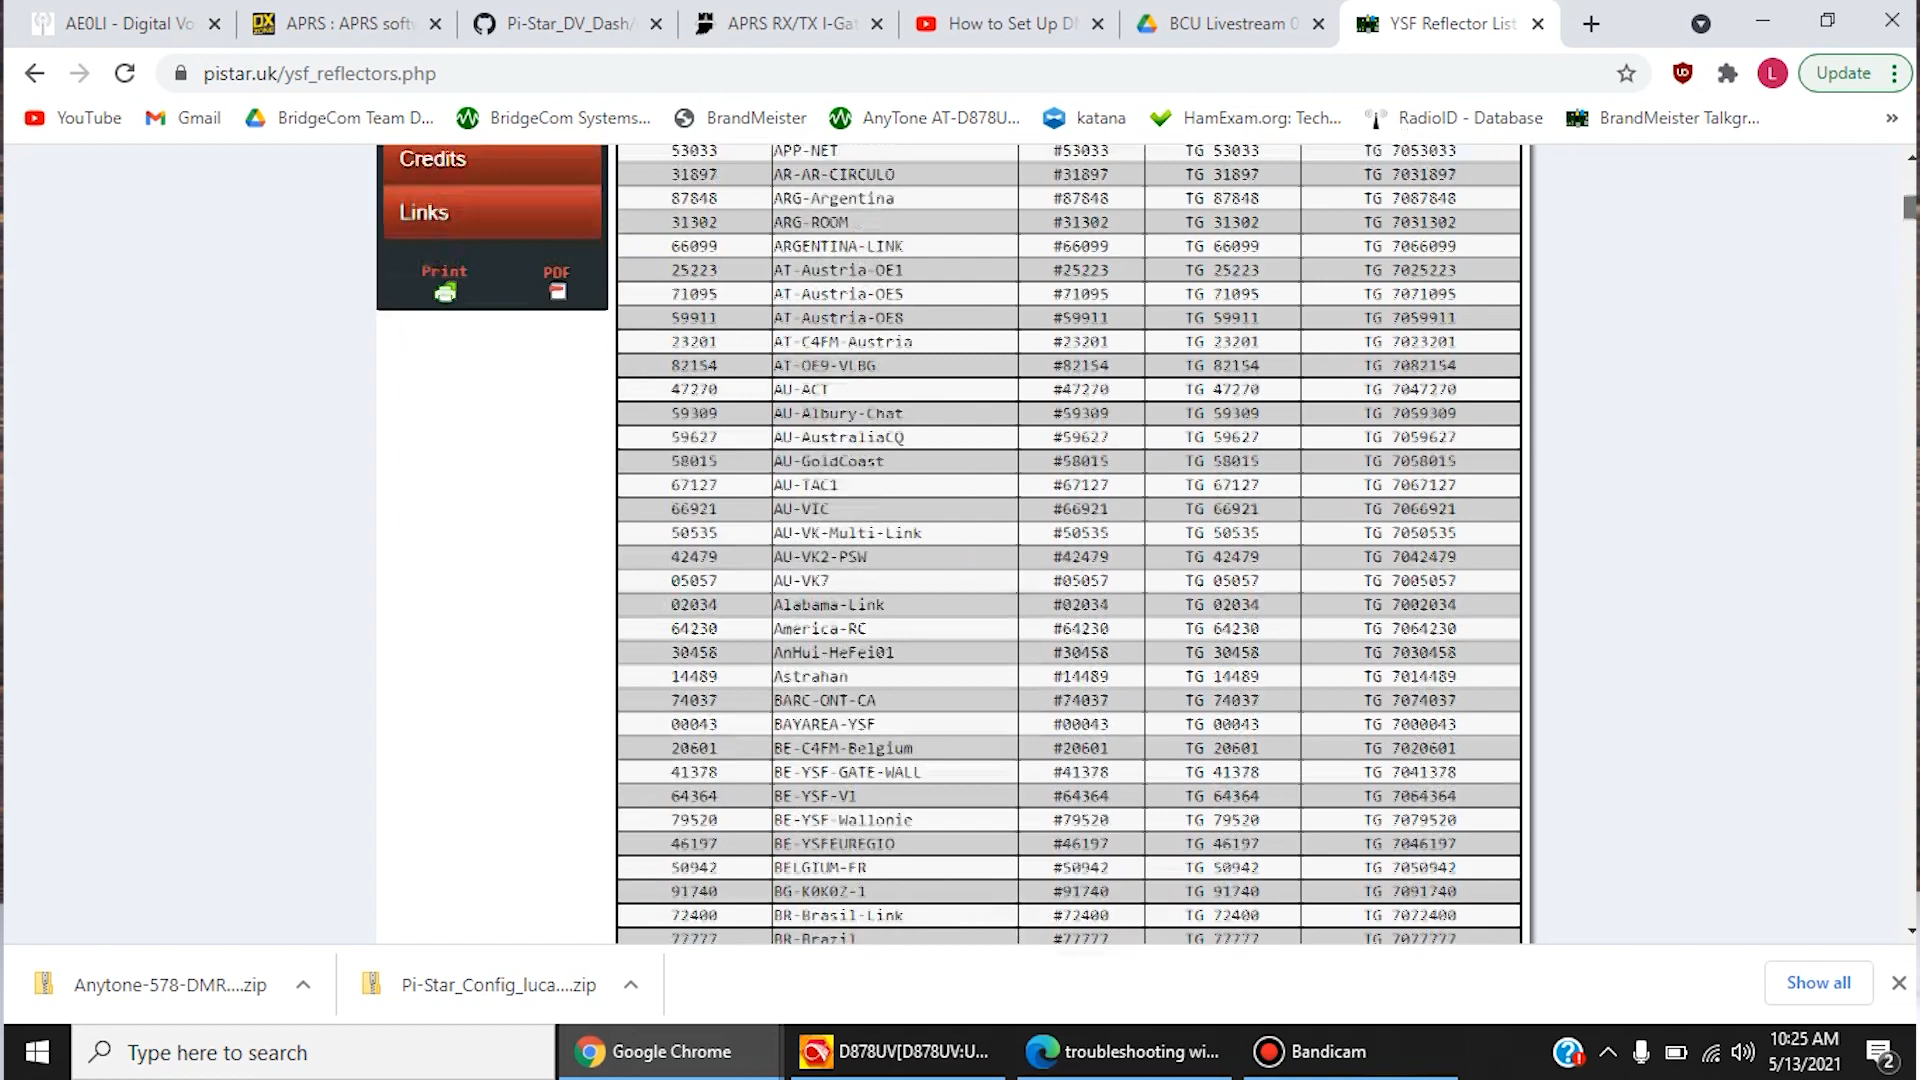 AE0LI - Digital Vo
APRS : APRS soft
Pi-Star_DV_Dash/
APRS RX/TX I-Gat
How to Set Up D
BCU Livestream 0
YSF Reflector List
pistar.uk/ysf_reflectors.php
L
Update
YouTube
Gmail
BridgeCom Team D...
BridgeCom Systems...
BrandMeister
AnyTone AT-D878U...
katana
HamExam.org: Tech...
RadioID - Database
BrandMeister Talkgr...
»
Credits
Links
Print PDF
53033 APP-NET #53033 TG 53033 TG 7053033
31897 AR-AR-CIRCULO #31897 TG 31897 TG 7031897
87848 ARG-Argentina #87848 TG 87848 TG 7087848
31302 ARG-ROOM #31302 TG 31302 TG 7031302
66099 ARGENTINA-LINK #66099 TG 66099 TG 7066099
25223 AT-Austria-OE1 #25223 TG 25223 TG 7025223
71095 AT-Austria-OE5 #71095 TG 71095 TG 7071095
59911 AT-Austria-OE8 #59911 TG 59911 TG 7059911
23201 AT-C4FM-Austria #23201 TG 23201 TG 7023201
82154 AT-OE9-VLBG #82154 TG 82154 TG 7082154
47270 AU-ACT #47270 TG 47270 TG 7047270
59309 AU-Albury-Chat #59309 TG 59309 TG 7059309
59627 AU-AustraliaCQ #59627 TG 59627 TG 7059627
58015 AU-GoldCoast #58015 TG 58015 TG 7058015
67127 AU-TAC1 #67127 TG 67127 TG 7067127
66921 AU-VIC #66921 TG 66921 TG 7066921
50535 AU-VK-Multi-Link #50535 TG 50535 TG 7050535
42479 AU-VK2-PSW #42479 TG 42479 TG 7042479
05057 AU-VK7 #05057 TG 05057 TG 7005057
02034 Alabama-Link #02034 TG 02034 TG 7002034
64230 America-RC #64230 TG 64230 TG 7064230
30458 AnHui-HeFei01 #30458 TG 30458 TG 7030458
14489 Astrahan #14489 TG 14489 TG 7014489
74037 BARC-ONT-CA #74037 TG 74037 TG 7074037
00043 BAYAREA-YSF #00043 TG 00043 TG 7000043
20601 BE-C4FM-Belgium #20601 TG 20601 TG 7020601
41378 BE-YSF-GATE-WALL #41378 TG 41378 TG 7041378
64364 BE-YSF-V1 #64364 TG 64364 TG 7064364
79520 BE-YSF-Wallonie #79520 TG 79520 TG 7079520
46197 BE-YSFEUREGIO #46197 TG 46197 TG 7046197
50942 BELGIUM-FR #50942 TG 50942 TG 7050942
91740 BG-K0K0Z-1 #91740 TG 91740 TG 7091740
72400 BR-Brasil-Link #72400 TG 72400 TG 7072400
77777 BR-Brazil #77777 TG 77777 TG 7077777
Anytone-578-DMR....zip
Pi-Star_Config_luca....zip
Show all
Type here to search
Google Chrome
D878UV[D878UV:U...
troubleshooting wi...
Bandicam
10:25 AM
5/13/2021
2